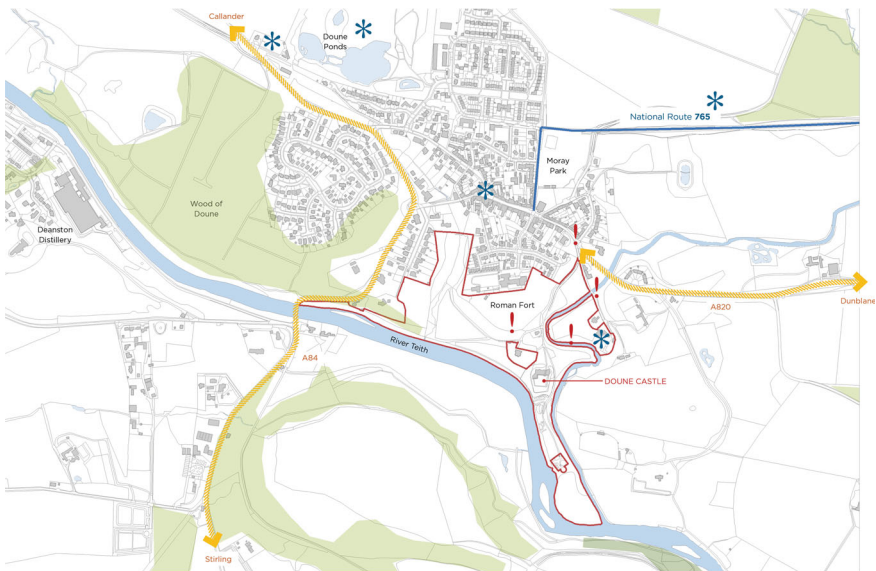 Callander
Doune
Ponds
National Route 765
Moray
Park
Wood of
Doune
Deanston
Distillery
Roman Fort
A820
Dunblane
River Teith
A84
DOUNE CASTLE
Stirling